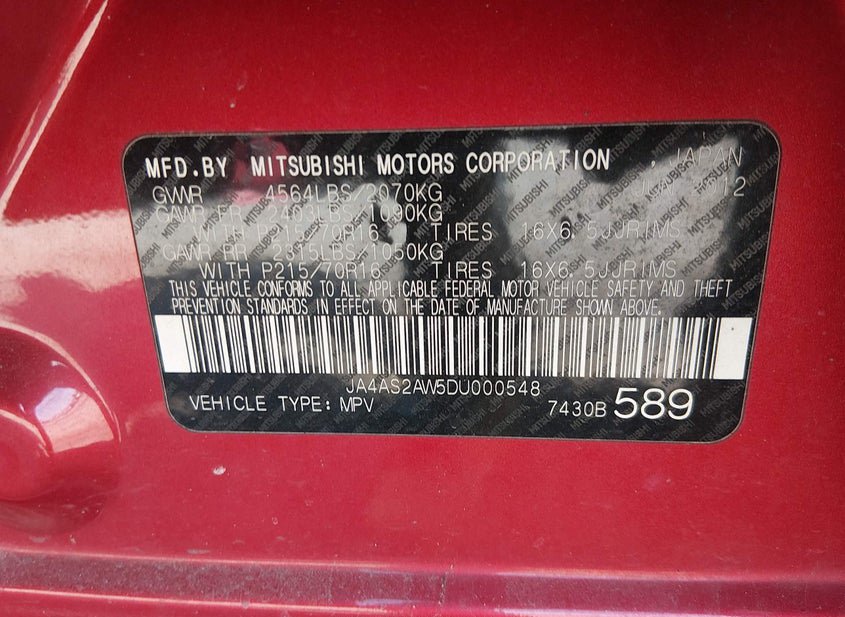 MFD.BY MITSUBISHI MOTORS CORPORATION , JAPAN
GVWR 4564LBS/2070KG 12
GAWR FR 2403LBS/1090KG
WITH P215/70R16 TIRES 16X6.5JJRIMS
GAWR RR 2315LBS/1050KG
WITH P215/70R16 TIRES 16X6.5JJRIMS
THIS VEHICLE CONFORMS TO ALL APPLICABLE FEDERAL MOTOR VEHICLE SAFETY AND THEFT
PREVENTION STANDARDS IN EFFECT ON THE DATE OF MANUFACTURE SHOWN ABOVE.
JA4AS2AW5DU000548
VEHICLE TYPE: MPV 7430B 589